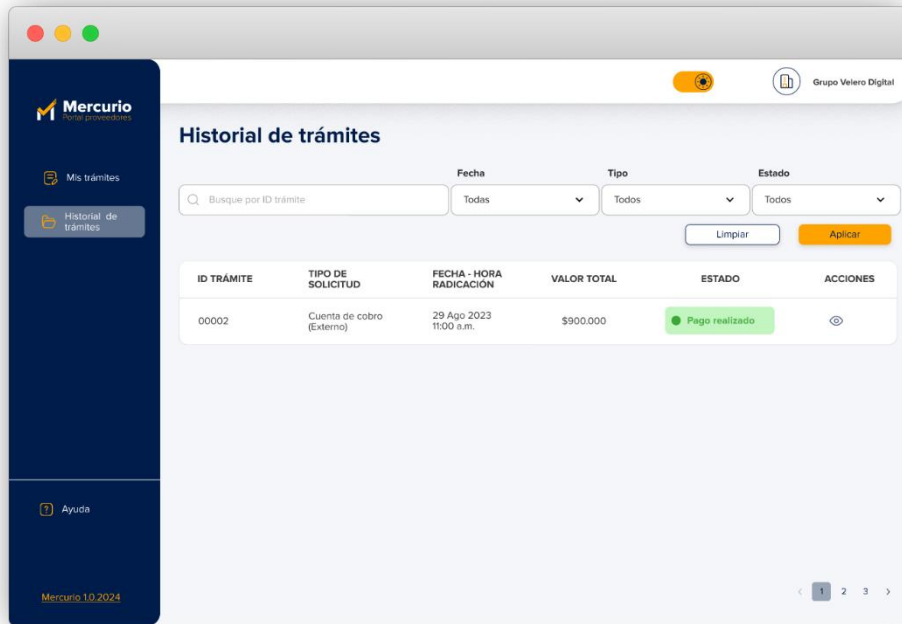 Grupo Velero Digital
Mercurio
Portal proveedores
Mis trámites
Historial de
trámites
Ayuda
Mercurio 1.0.2024
Historial de trámites
Fecha
Tipo
Estado
Busque por ID trámite
Todas
Todos
Todos
Limpiar
Aplicar
ID TRÁMITE
TIPO DE
SOLICITUD
FECHA - HORA
RADICACIÓN
VALOR TOTAL
ESTADO
ACCIONES
00002
Cuenta de cobro
(Externo)
29 Ago 2023
11:00 a.m.
$900.000
Pago realizado
< 1 2 3 >